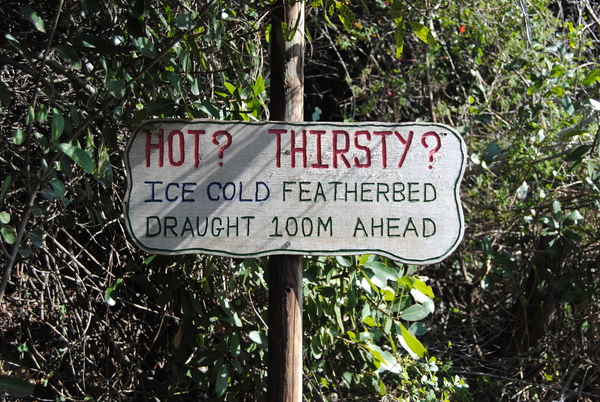 HOT? THIRSTY?
ICE COLD FEATHERBED
DRAUGHT 100M AHEAD